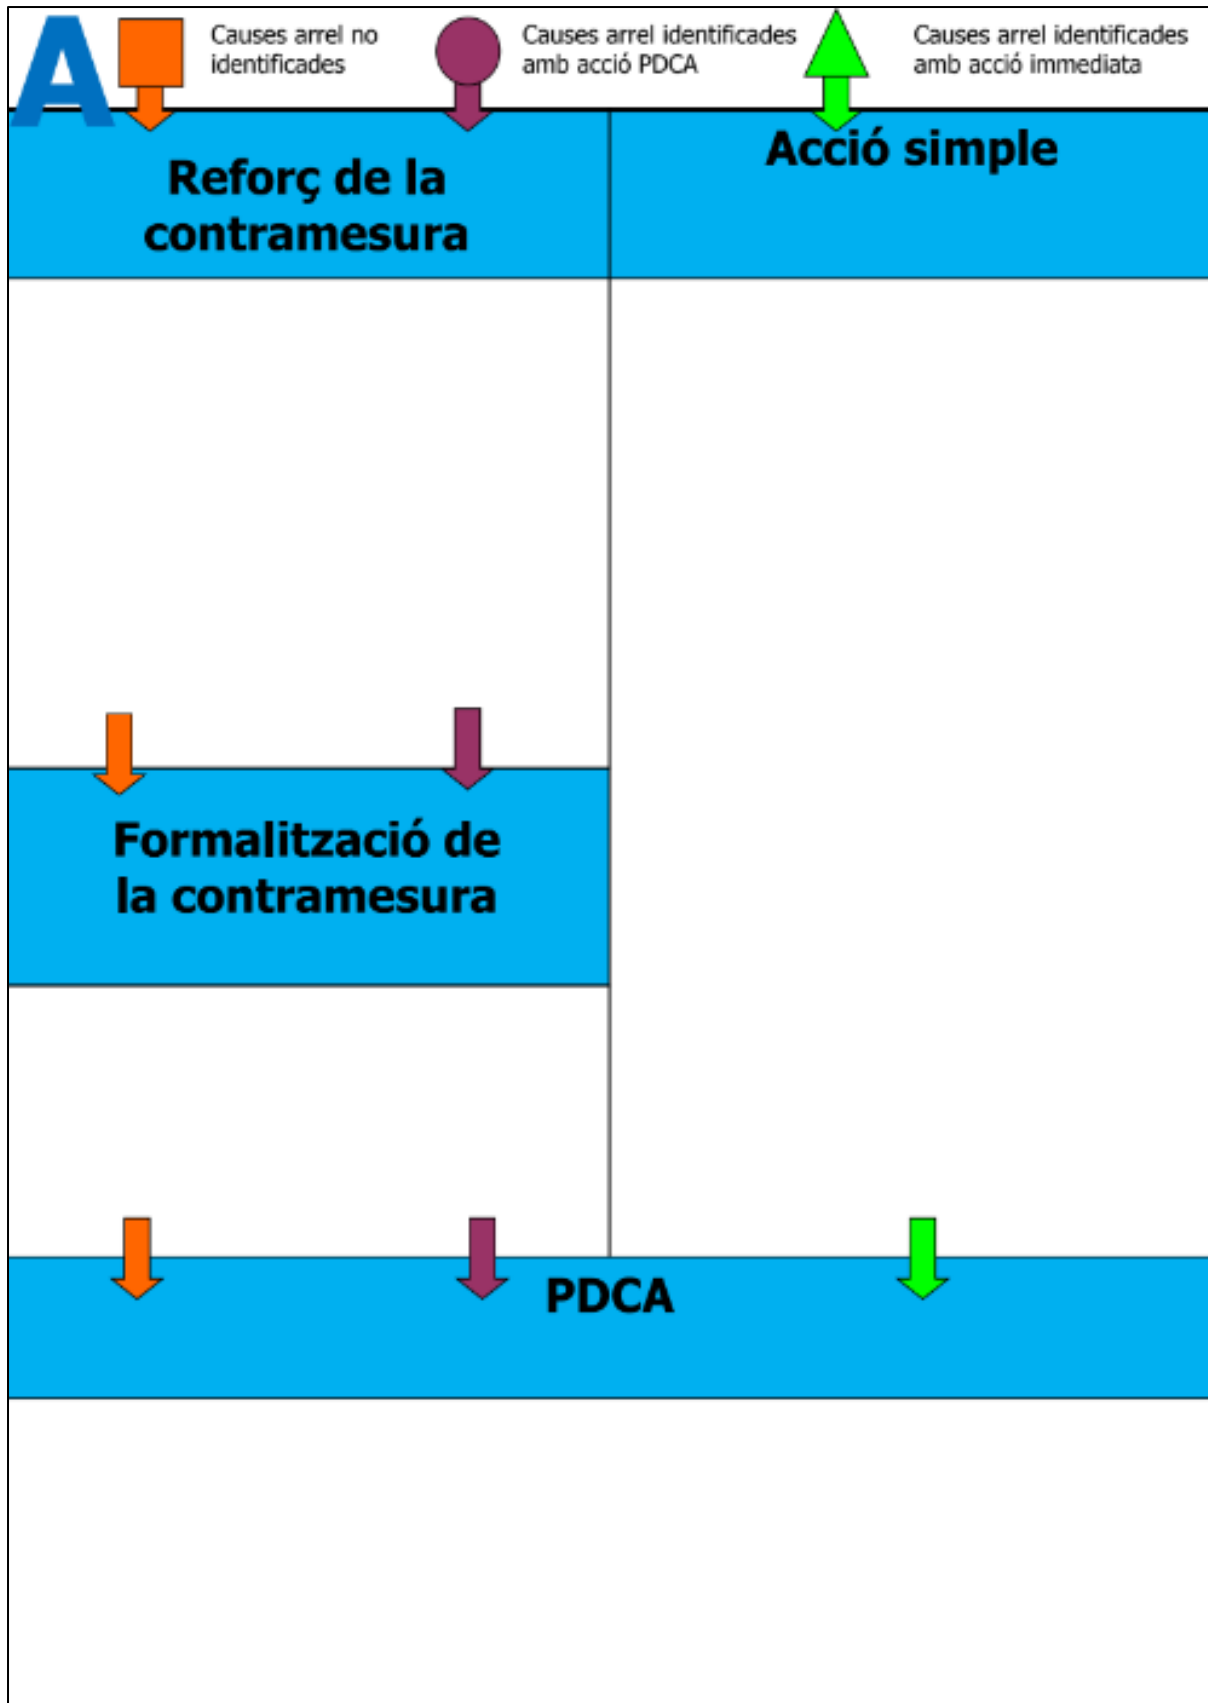 A
Causes arrel no
identificades
Causes arrel identificades
amb acció PDCA
Causes arrel identificades
amb acció immediata
Reforç de la
contramesura
Acció simple
Formalització de
la contramesura
PDCA